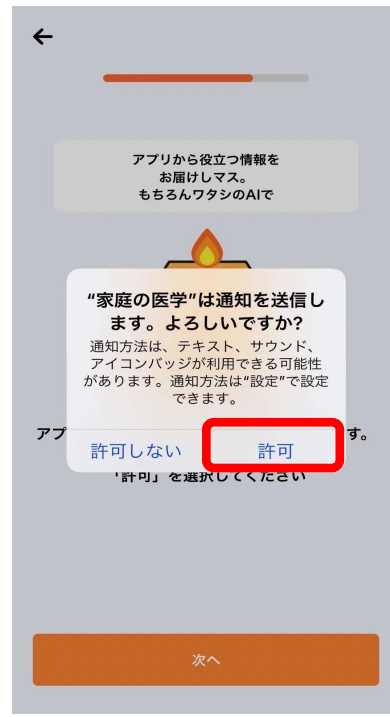 アプリから役立つ情報を
お届けしマス。
もちろんワタシのAIで
“家庭の医学”は通知を送信し
ます。よろしいですか?
通知方法は、テキスト、サウンド、
アイコンバッジが利用できる可能性
があります。通知方法は“設定”で設定
できます。
アプ
す。
許可しない
許可
「許可」を選択してください
次へ